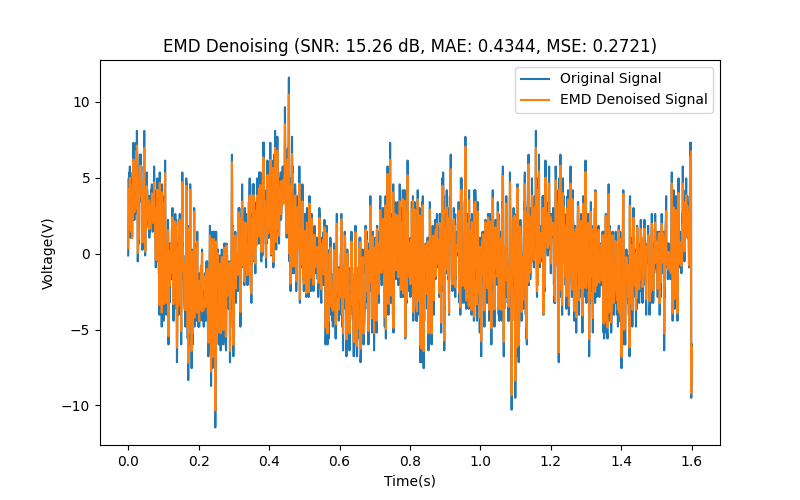 EMD Denoising (SNR: 15.26 dB, MAE: 0.4344, MSE: 0.2721)
Original Signal
EMD Denoised Signal
10
5
0
−5
−10
Voltage(V)
0.0 0.2 0.4 0.6 0.8 1.0 1.2 1.4 1.6
Time(s)